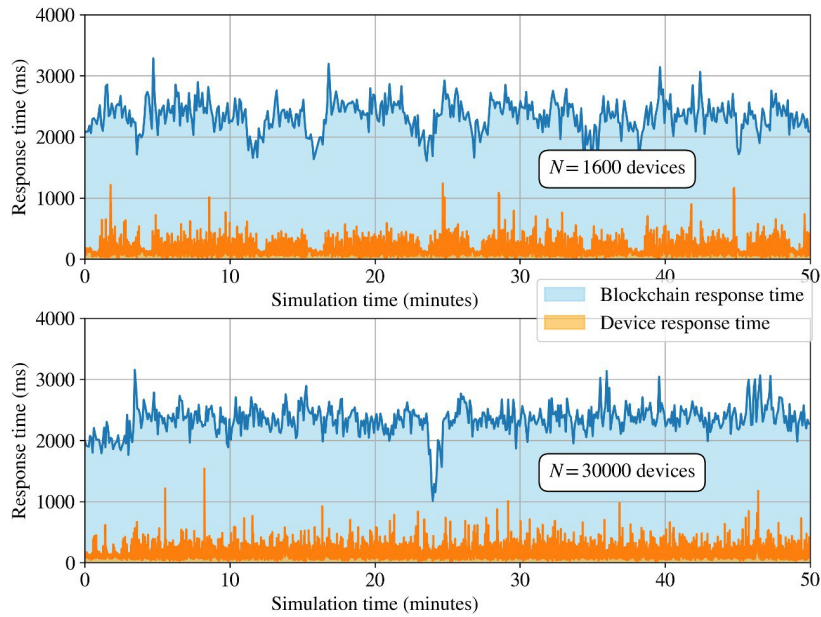 4000
3000
2000
1000
0
Response time (ms)
N = 1600 devices
0 10 20 30 40 50
Simulation time (minutes)
Blockchain response time
Device response time
4000
3000
2000
1000
0
Response time (ms)
N = 30000 devices
0 10 20 30 40 50
Simulation time (minutes)